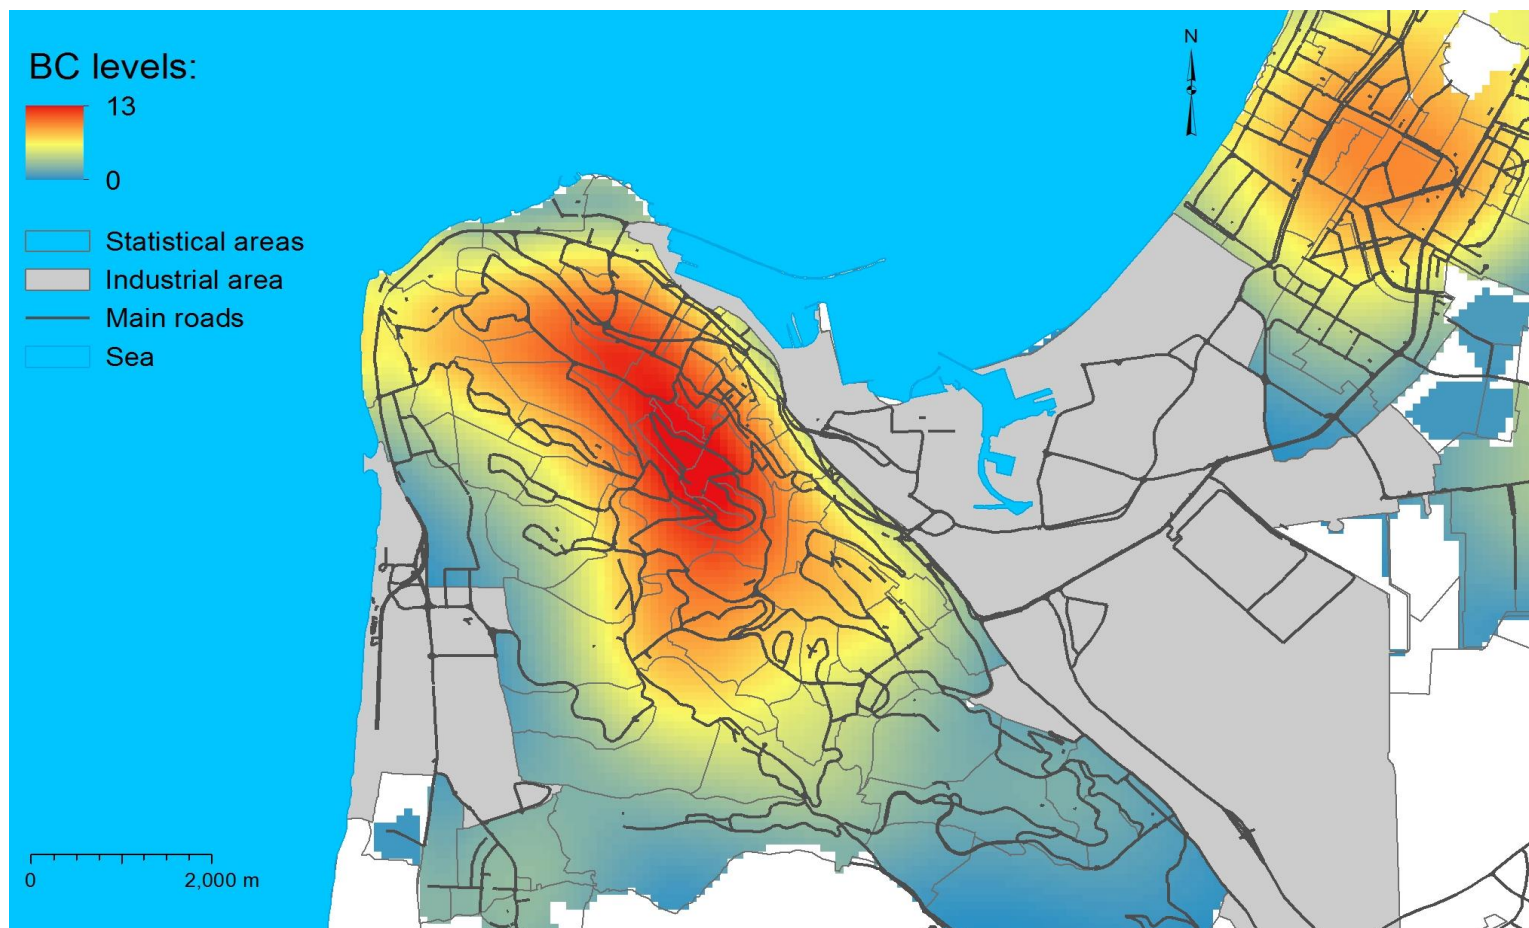 N
BC levels:
13
0
Statistical areas
Industrial area
Main roads
Sea
0 2,000 m